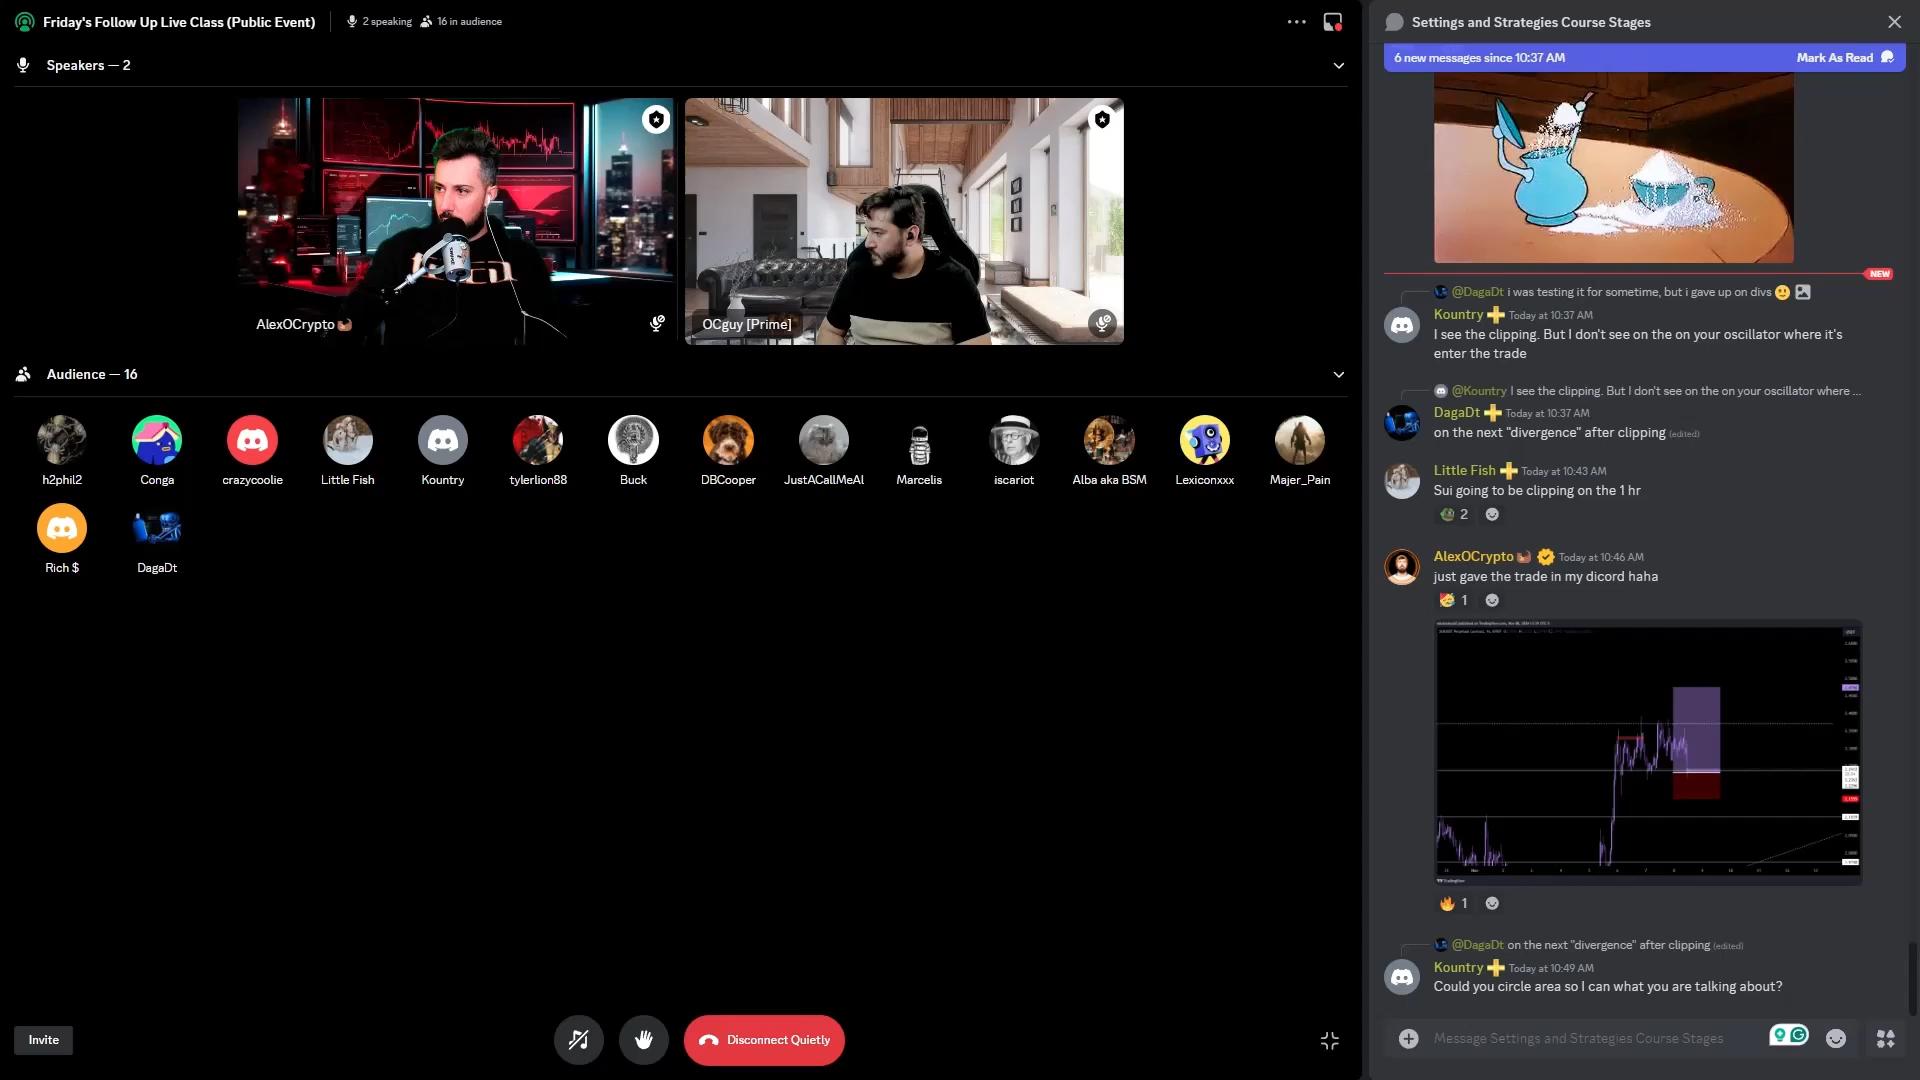 Friday's Follow Up Live Class (Public Event)
2 speaking
16 in audience
Speakers — 2
AlexOCrypto
OCguy [Prime]
Audience — 16
h2phil2
Conga
crazycoolie
Little Fish
Kountry
tylerlion88
Buck
DBCooper
JustACallMeAl
Marcelis
iscariot
Alba aka BSM
Lexiconxxx
Majer_Pain
Rich $
DagaDt
Invite
Disconnect Quietly
Settings and Strategies Course Stages
6 new messages since 10:37 AM
Mark As Read
NEW
@DagaDt i was testing it for sometime, but i gave up on divs
Kountry Today at 10:37 AM
I see the clipping. But I don't see on the on your oscillator where it's
enter the trade
@Kountry I see the clipping. But I don't see on the on your oscillator where ...
DagaDt Today at 10:37 AM
on the next "divergence" after clipping (edited)
Little Fish Today at 10:43 AM
Sui going to be clipping on the 1 hr
2
AlexOCrypto Today at 10:46 AM
just gave the trade in my dicord haha
1
1
@DagaDt on the next "divergence" after clipping (edited)
Kountry Today at 10:49 AM
Could you circle area so I can what you are talking about?
Message Settings and Strategies Course Stages